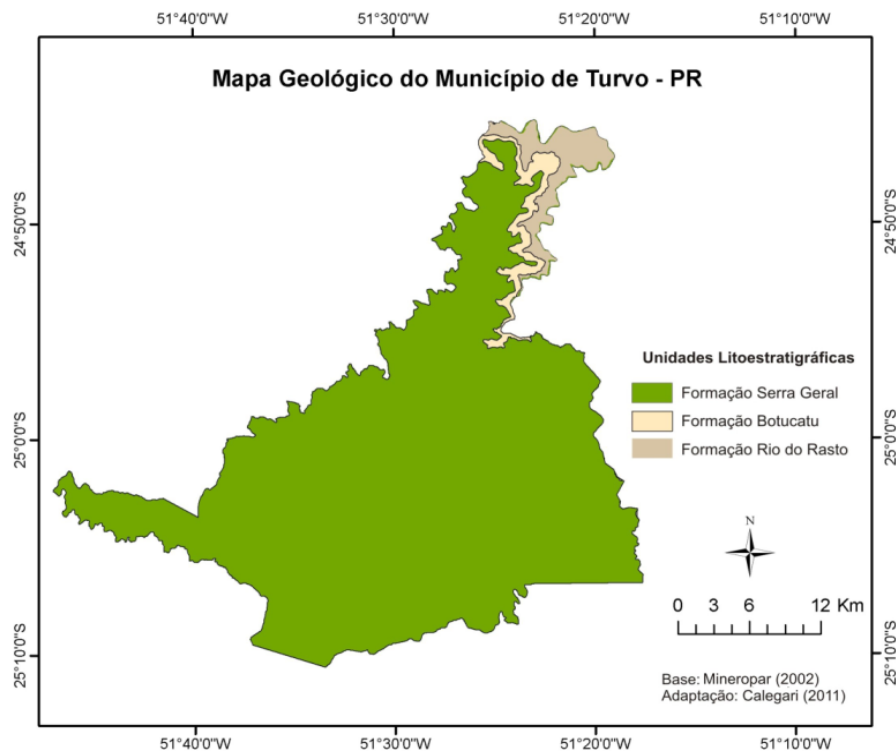 51°40'0"W 51°30'0"W 51°20'0"W 51°10'0"W
Mapa Geológico do Município de Turvo - PR
24°50'0"S 24°50'0"S
Unidades Litoestratigráficas
Formação Serra Geral
Formação Botucatu
25°0'0"S 25°0'0"S
Formação Rio do Rasto
N
0 3 6 12 Km
25°10'0"S 25°10'0"S
Base: Mineropar (2002)
Adaptação: Calegari (2011)
51°40'0"W 51°30'0"W 51°20'0"W 51°10'0"W